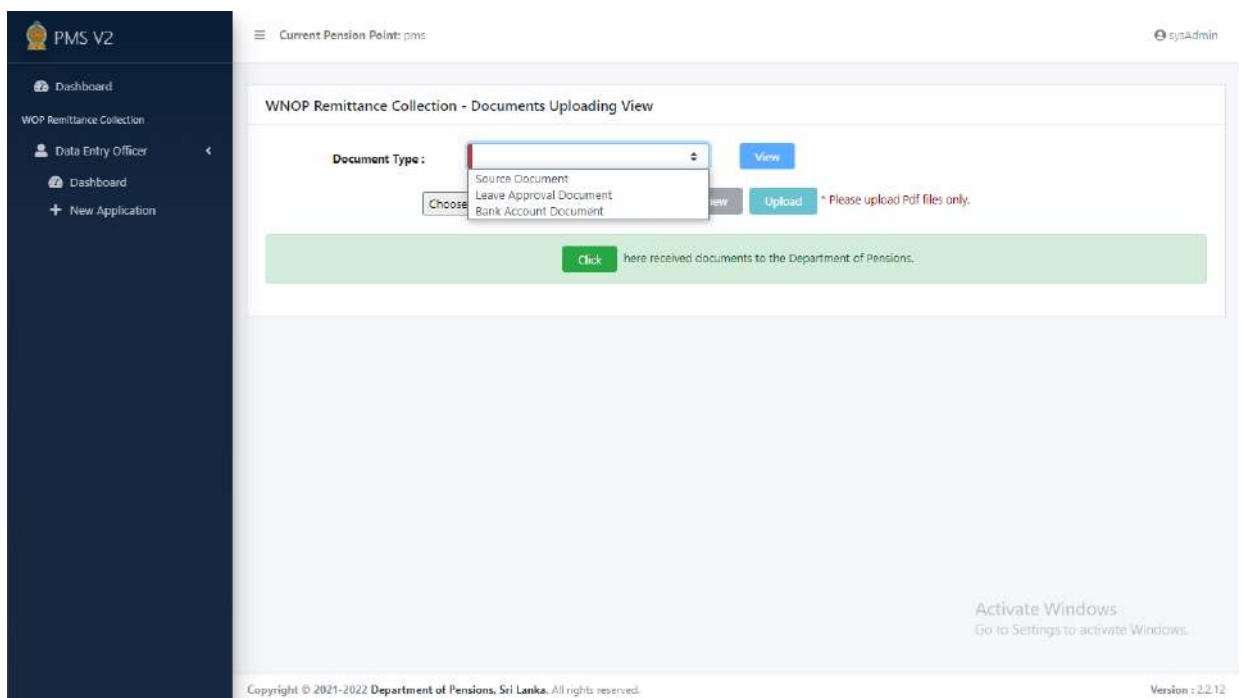 PMS V2
Current Pension Point: pms
sysAdmin
Dashboard
WOP Remittance Collection
Data Entry Officer
Dashboard
New Application
WNOP Remittance Collection - Documents Uploading View
Document Type :
View
Source Document
Leave Approval Document
Bank Account Document
Choose
Upload
* Please upload Pdf files only.
Click here received documents to the Department of Pensions.
Activate Windows
Go to Settings to activate Windows.
Copyright © 2021-2022 Department of Pensions, Sri Lanka. All rights reserved.
Version : 2.2.12